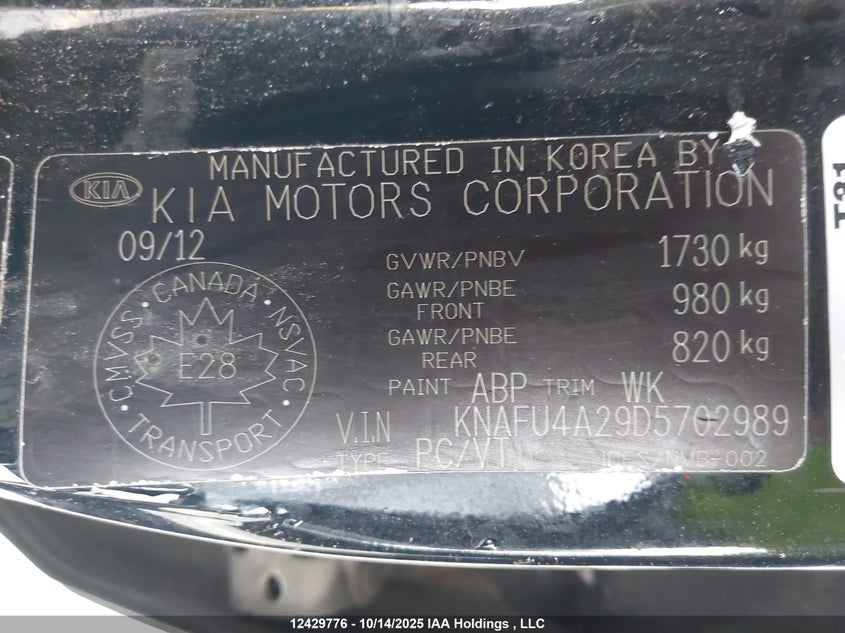 MANUFACTURED IN KOREA BY
KIA
KIA MOTORS CORPORATION
09/12
GVWR/PNBV 1730 kg
GAWR/PNBE FRONT 980 kg
GAWR/PNBE REAR 820 kg
CMVSS • CANADA • NSVAC • TRANSPORT •
E28
PAINT ABP TRIM WK
V.I.N KNAFU4A29D5702989
TYPE PC/VT ICES/NMB-002
T21
12429776 - 10/14/2025 IAA Holdings , LLC